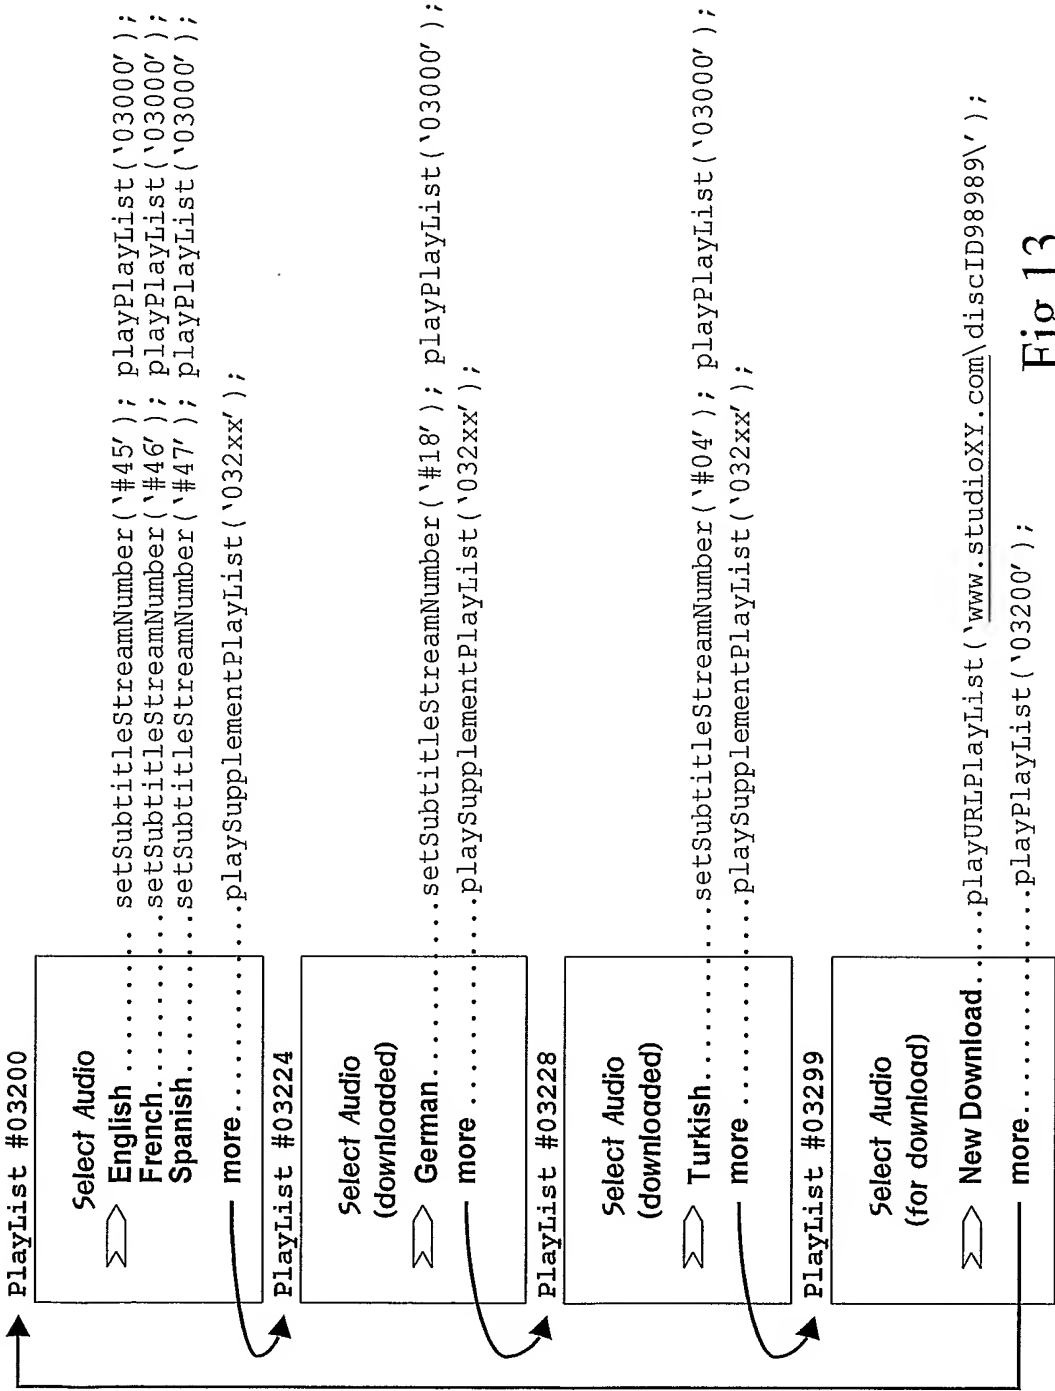 PlayList #03200
Select Audio
English ......... setSubtitleStreamNumber(‵#45′); playPlayList(‵03000′);
French...........setSubtitleStreamNumber(‵#46′); playPlayList(‵03000′);
Spanish..........setSubtitleStreamNumber(‵#47′); playPlayList(‵03000′);
more.............playSupplementPlayList(‵032xx′);
PlayList #03224
Select Audio
(downloaded)
German...........setSubtitleStreamNumber(‵#18′); playPlayList(‵03000′);
more .............playSupplementPlayList(‵032xx′);
PlayList #03228
Select Audio
(downloaded)
Turkish...........setSubtitleStreamNumber(‵#04′); playPlayList(‵03000′);
more .............playSupplementPlayList(‵032xx′);
PlayList #03299
Select Audio
(for download)
New Download......playURLPlayList(‵www.studioXY.com\discID98989\′);
more..............playPlayList(‵03200′);
Fig.13